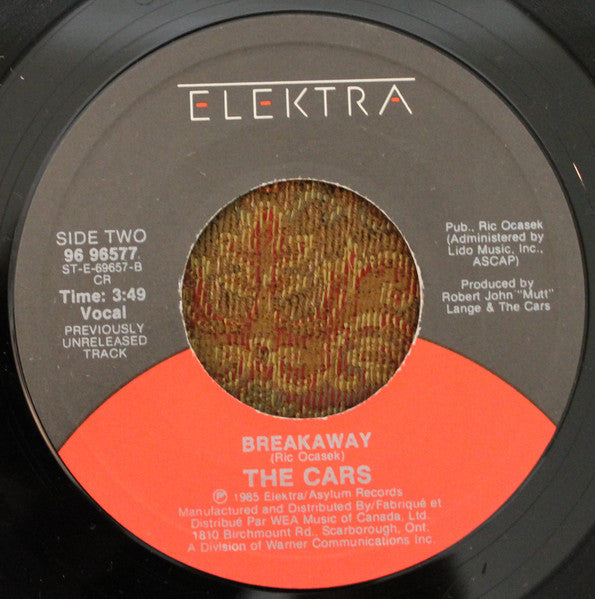 ELEKTRA
SIDE TWO
96 96577
ST-E-69657-B
CR
Time: 3:49
Vocal
PREVIOUSLY
UNRELEASED
TRACK
Pub., Ric Ocasek
(Administered by
Lido Music, Inc.,
ASCAP)
Produced by
Robert John "Mutt"
Lange & The Cars
BREAKAWAY
(Ric Ocasek)
THE CARS
℗ 1985 Elektra/Asylum Records
Manufactured and Distributed By/Fabriqué et
Distribué Par WEA Music of Canada, Ltd.
1810 Birchmount Rd., Scarborough, Ont.
A Division of Warner Communications Inc.